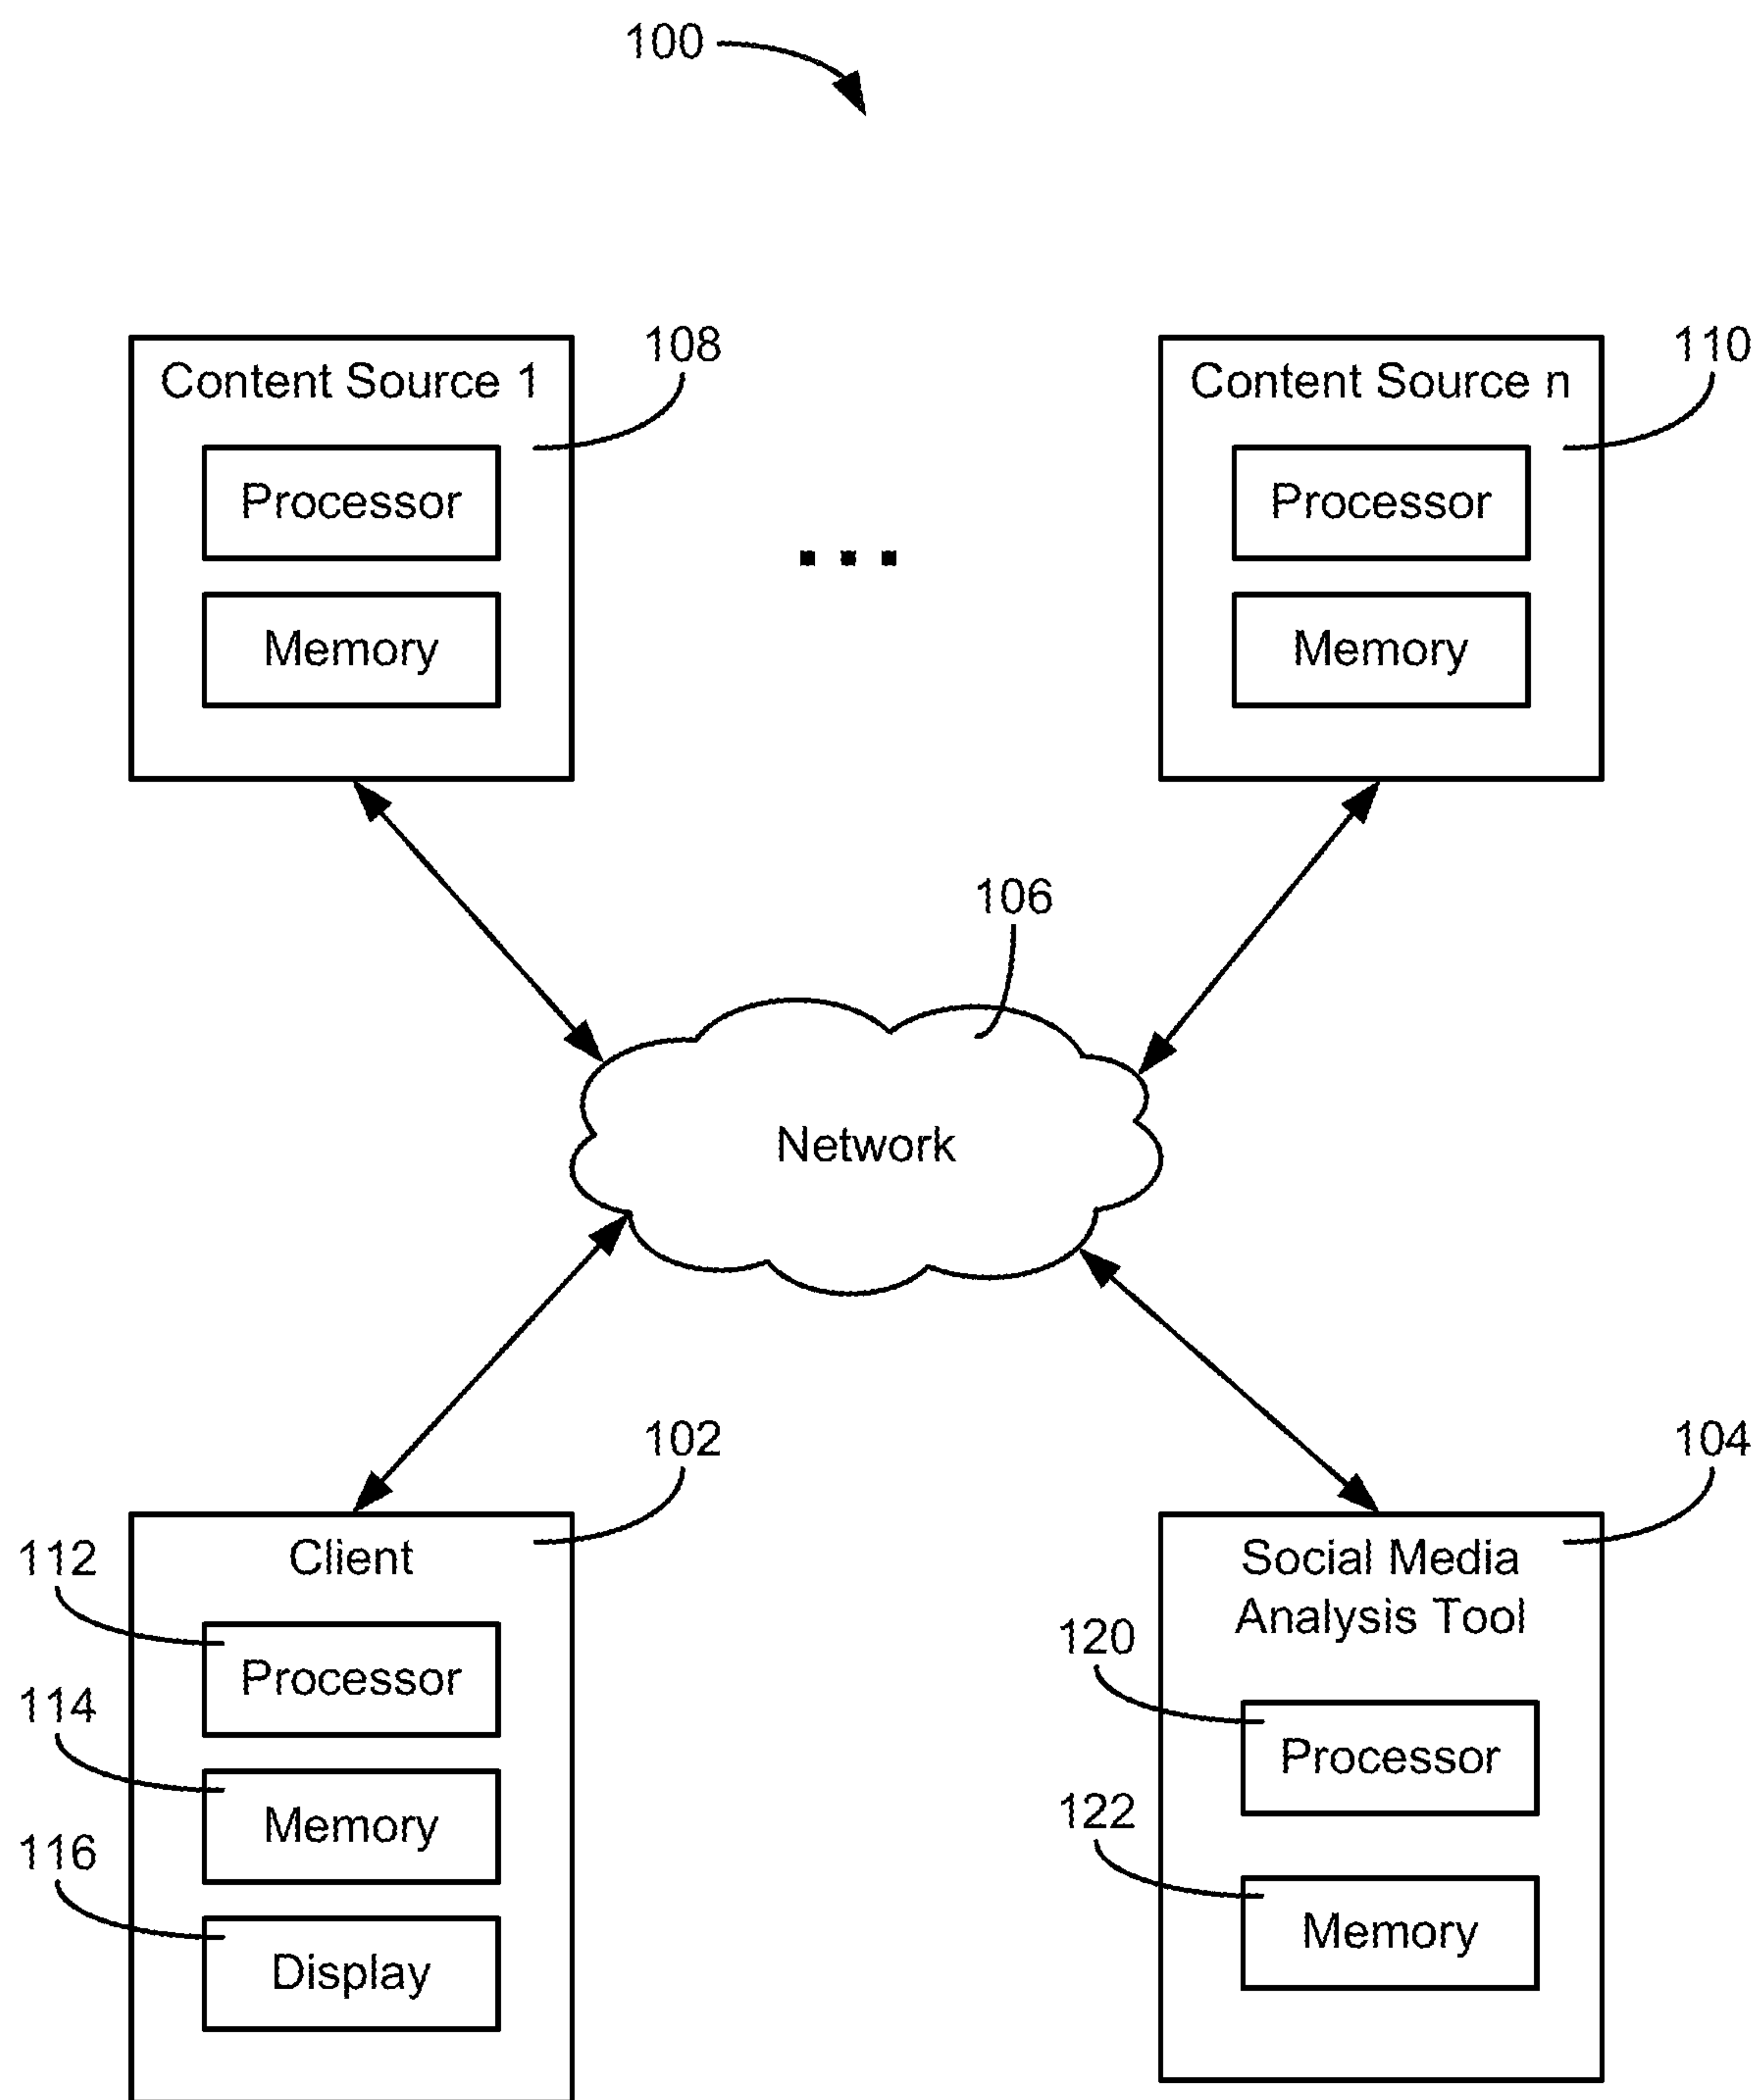 100
108
110
Content Source 1
Content Source n
Processor
Processor
Memory
Memory
106
Network
102
104
Client
Social Media
Analysis Tool
112
Processor
120
Processor
114
Memory
122
Memory
116
Display